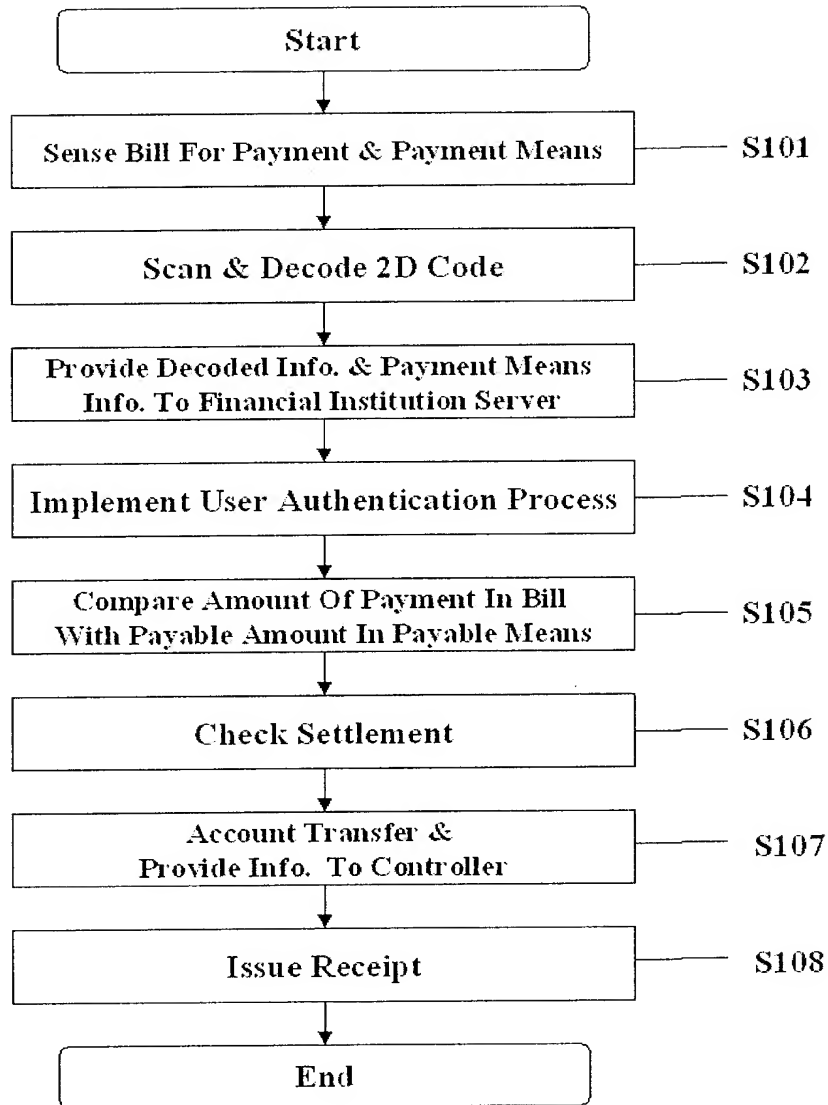 Start
Sense Bill For Payment & Payment Means
S101
Scan & Decode 2D Code
S102
Provide Decoded Info. & Payment Means
Info. To Financial Institution Server
S103
Implement User Authentication Process
S104
Compare Amount Of Payment In Bill
With Payable Amount In Payable Means
S105
Check Settlement
S106
Account Transfer &
Provide Info. To Controller
S107
Issue Receipt
S108
End